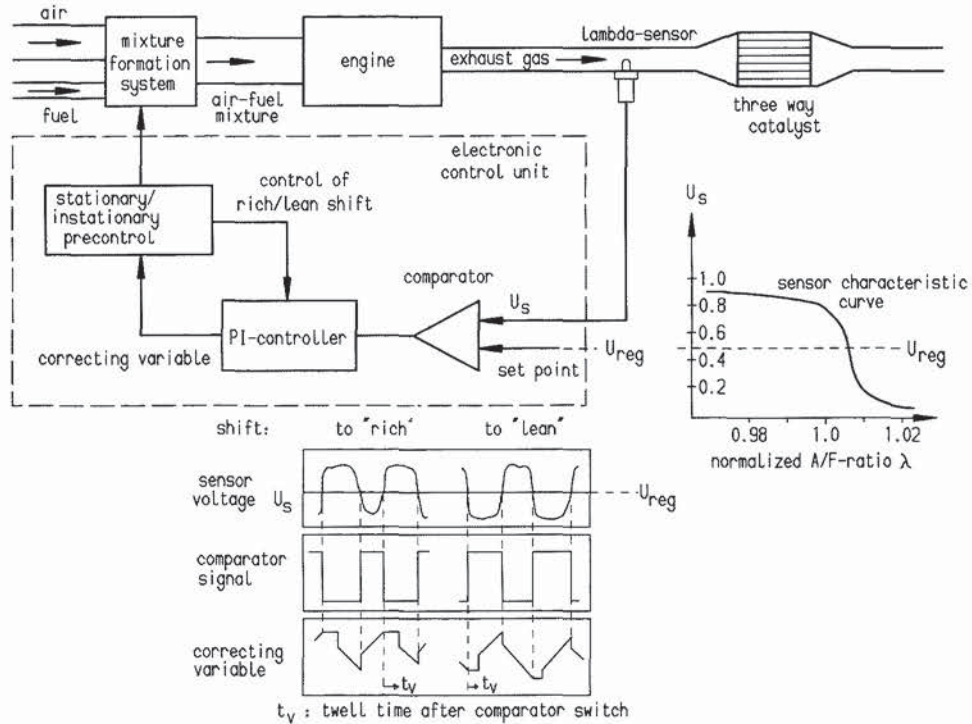 air
fuel
mixture
formation
system
air-fuel
mixture
engine
exhaust gas
lambda-sensor
three way
catalyst
electronic
control unit
stationary/
instationary
precontrol
control of
rich/lean shift
comparator
PI-controller
correcting variable
U_S
U_reg
set point
U_S
1.0
0.8
0.6
0.4
0.2
sensor characteristic
curve
U_reg
0.98
1.0
1.02
normalized A/F-ratio λ
shift:
to "rich"
to "lean"
sensor
voltage U_S
U_reg
comparator
signal
correcting
variable
t_V
t_V
t_V : twell time after comparator switch